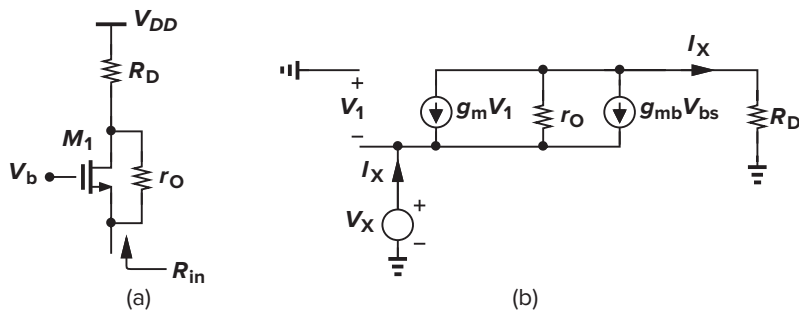 V_DD
R_D
M_1
V_b
r_O
R_in
(a)
I_X
+
V_1
−
g_mV_1
r_O
g_mbV_bs
R_D
I_X
V_X
+
−
(b)